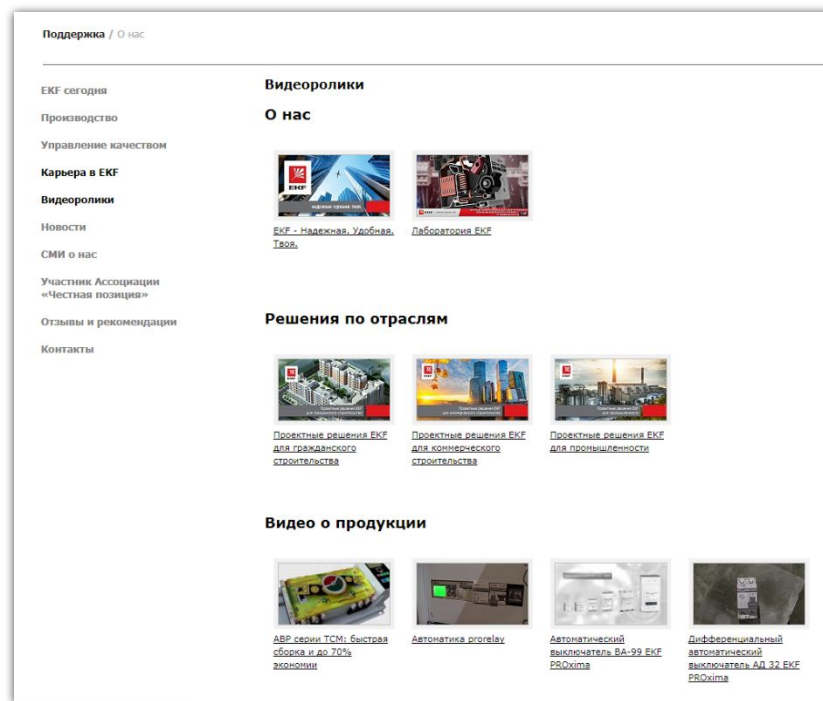 Поддержка / О нас
EKF сегодня
Производство
Управление качеством
Карьера в EKF
Видеоролики
Новости
СМИ о нас
Участник Ассоциации
«Честная позиция»
Отзывы и рекомендации
Контакты
Видеоролики
О нас
EKF
EKF - Надежная. Удобная.
Твоя.
Лаборатория EKF
Решения по отраслям
Проектные решения EKF
для гражданского
строительства
Проектные решения EKF
для коммерческого
строительства
Проектные решения EKF
для промышленности
Видео о продукции
АВР серии ТСМ: быстрая
сборка и до 70%
экономии
Автоматика prorelay
Автоматический
выключатель ВА-99 EKF
PROxima
Дифференциальный
автоматический
выключатель АД 32 EKF
PROxima